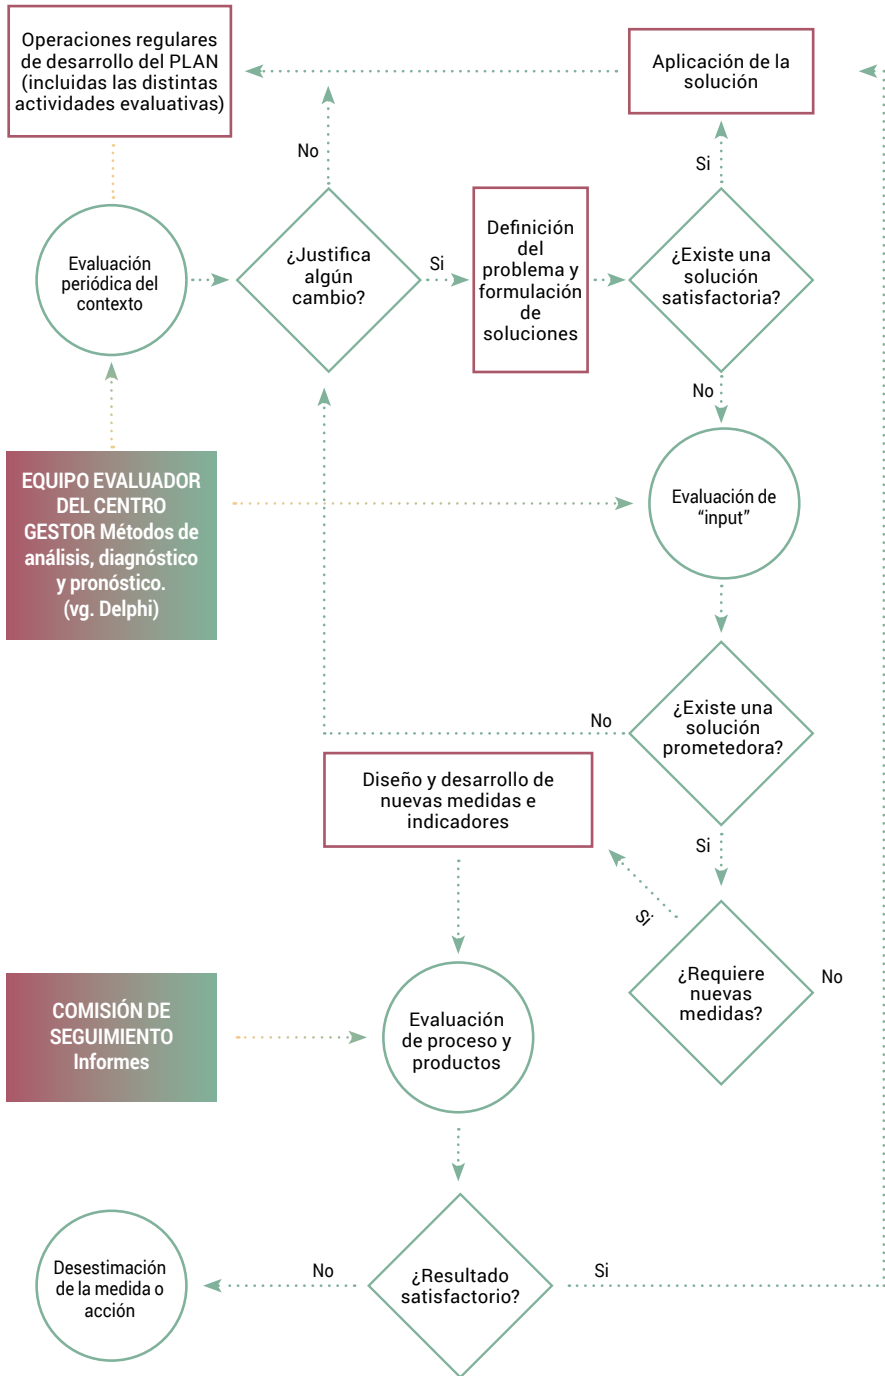 Operaciones regulares
de desarrollo del PLAN
(incluidas las distintas
actividades evaluativas)
Aplicación de la
solución
No
Si
Evaluación
periódica del
contexto
¿Justifica
algún
cambio?
Si
Definición
del
problema y
formulación
de
soluciones
¿Existe una
solución
satisfactoria?
No
EQUIPO EVALUADOR
DEL CENTRO
GESTOR Métodos de
análisis, diagnóstico
y pronóstico.
(vg. Delphi)
Evaluación de
“input”
No
¿Existe una
solución
prometedora?
Diseño y desarrollo de
nuevas medidas e
indicadores
Si
Si
¿Requiere
nuevas
medidas?
No
COMISIÓN DE
SEGUIMIENTO
Informes
Evaluación
de proceso y
productos
Desestimación
de la medida o
acción
No
¿Resultado
satisfactorio?
Si